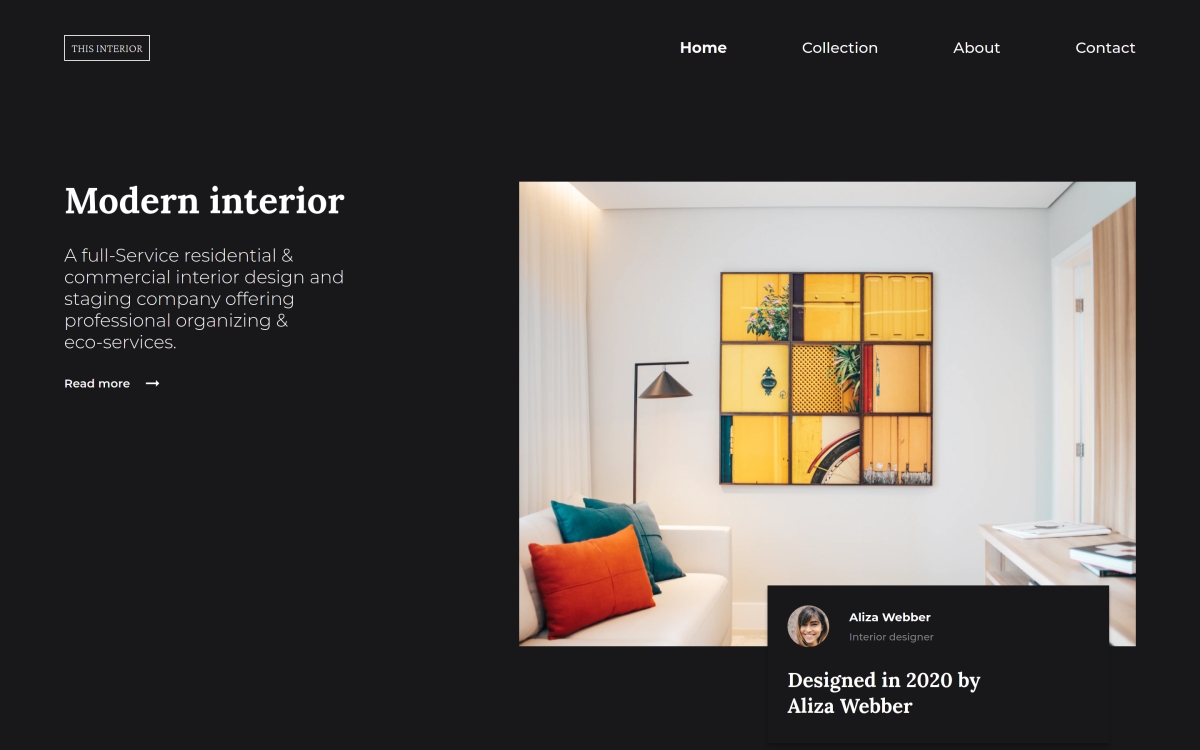 THIS INTERIOR
Home
Collection
About
Contact
Modern interior
A full-Service residential &
commercial interior design and
staging company offering
professional organizing &
eco-services.
Read more
Aliza Webber
Interior designer
Designed in 2020 by
Aliza Webber